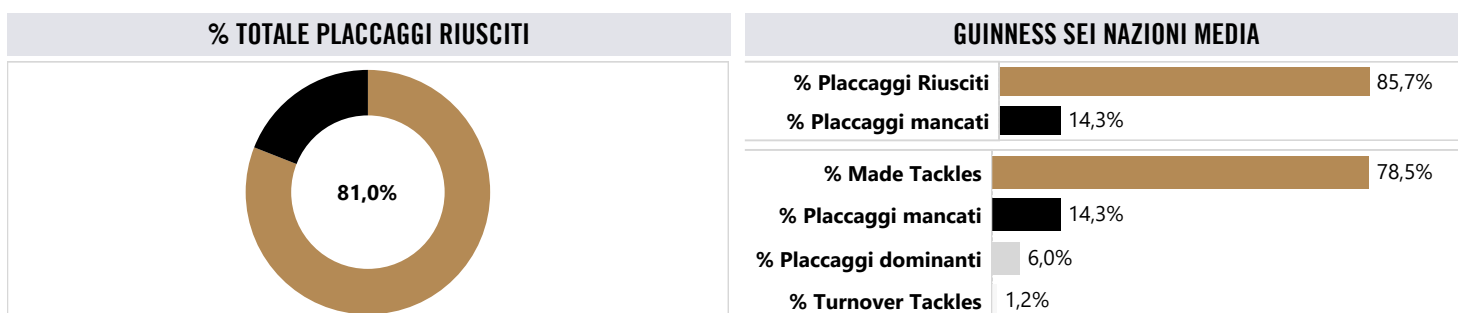 % TOTALE PLACCAGGI RIUSCITI
81,0%
GUINNESS SEI NAZIONI MEDIA
% Placcaggi Riusciti 85,7%
% Placcaggi mancati 14,3%
% Made Tackles 78,5%
% Placcaggi mancati 14,3%
% Placcaggi dominanti 6,0%
% Turnover Tackles 1,2%